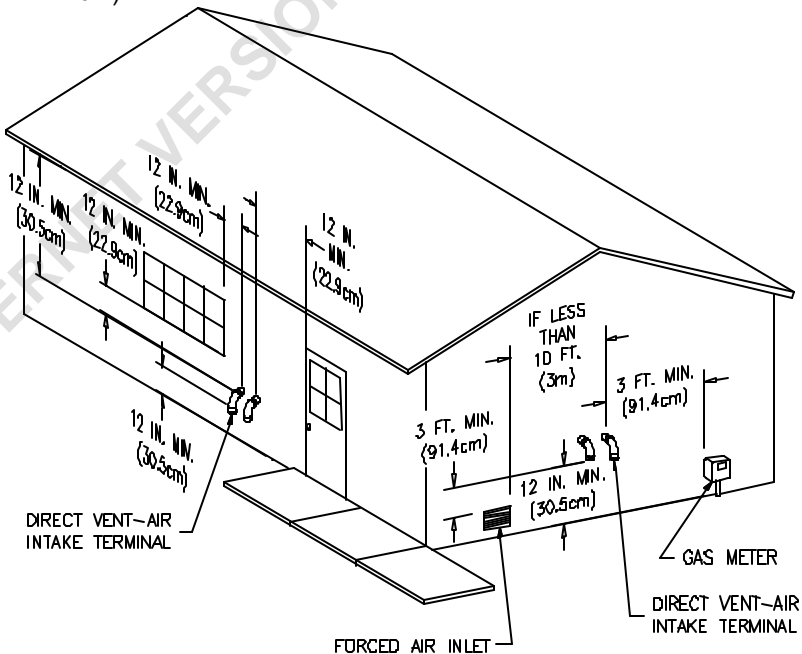 ERNET VERSION
12 IN. MIN.
(22.9cm)
12 IN. MIN.
(30.5cm)
12 IN. MIN.
(22.9cm)
12 IN.
MIN.
(22.9cm)
IF LESS
THAN
10 FT.
(3m)
3 FT. MIN.
(91.4cm)
3 FT. MIN.
(91.4cm)
12 IN. MIN.
(30.5cm)
12 IN. MIN.
(30.5cm)
DIRECT VENT-AIR
INTAKE TERMINAL
GAS METER
DIRECT VENT-AIR
INTAKE TERMINAL
FORCED AIR INLET